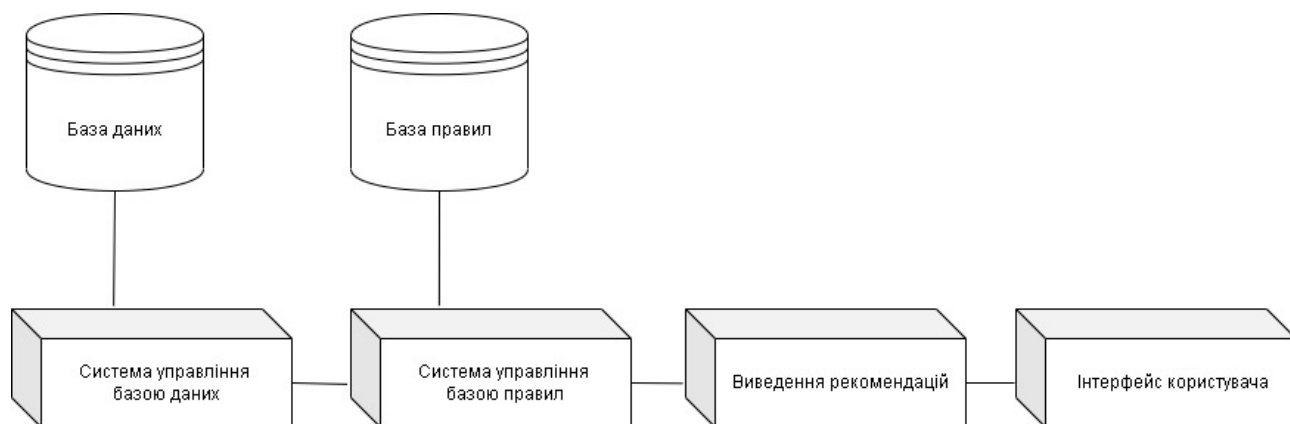 База даних
База правил
Система управління
базою даних
Система управління
базою правил
Виведення рекомендацій
Інтерфейс користувача